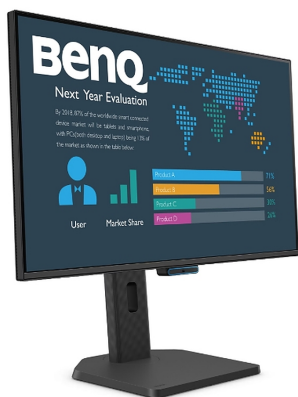 BenQ
Next Year Evaluation
By 2018, 87% of the worldwide smart connected
device market will be tablets and smartphones,
with PCs (both desktop and laptop) being 13% of
the market as shown in the table below:
User
Market Share
Product A 71%
Product B 56%
Product C 30%
Product D 26%